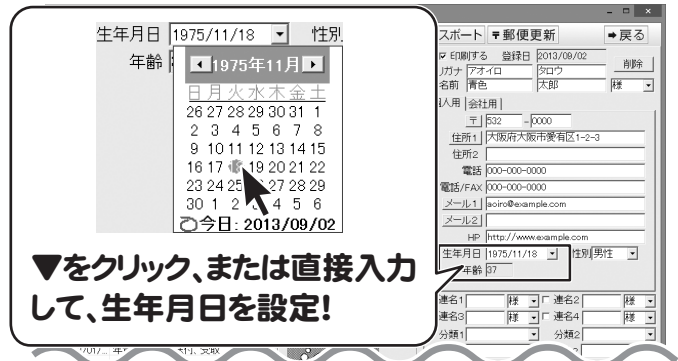 生年月日 1975/11/18 性別
年齢
1975年11月
日 月 火 水 木 金 土
26 27 28 29 30 31 1
2 3 4 5 6 7 8
9 10 11 12 13 14 15
16 17 18 19 20 21 22
23 24 25 26 27 28 29
30 1 2 3 4 5 6
今日: 2013/09/02
▼をクリック、または直接入力
して、生年月日を設定!
スポート 〒郵便更新 ➡戻る
印刷する 登録日 2013/09/02 削除
リガナ アオイロ タロウ
名前 青色 太郎 様
人用 会社用
〒 532 - 0000
住所1 大阪府大阪市愛有区1-2-3
住所2
電話 000-000-0000
電話/FAX 000-000-0000
メール1 aoiro@example.com
メール2
HP http://www.example.com
生年月日 1975/11/18 性別 男性
年齢 37
連名1 様 連名2 様
連名3 様 連名4 様
分類1 分類2